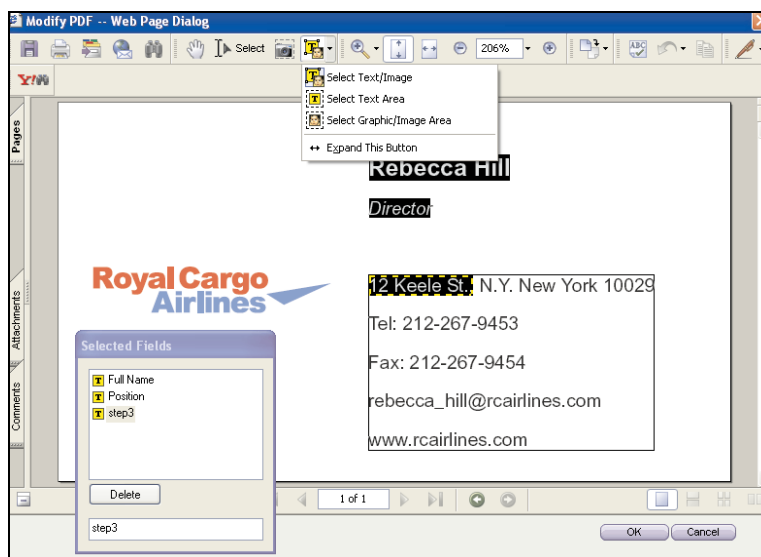 Modify PDF -- Web Page Dialog
Select
206%
Y!
Select Text/Image
Select Text Area
Select Graphic/Image Area
Expand This Button
Pages
Attachments
Comments
Rebecca Hill
Director
Royal Cargo
Airlines
12 Keele St., N.Y. New York 10029
Tel: 212-267-9453
Fax: 212-267-9454
rebecca_hill@rcairlines.com
www.rcairlines.com
Selected Fields
T Full Name
T Position
T step3
Delete
step3
1 of 1
OK
Cancel